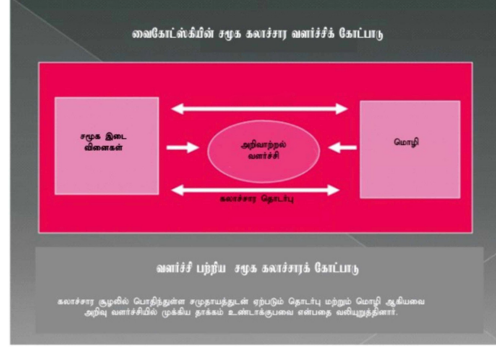 வைகோட்ஸ்கியின் சமூக கலாச்சார வளர்ச்சிக் கோட்பாடு
சமூக இடை
வினைகள்
அறிவாற்றல்
வளர்ச்சி
மொழி
கலாச்சார தொடர்பு
வளர்ச்சி பற்றிய சமூக கலாச்சாரக் கோட்பாடு
கலாச்சார சூழலில் பொதிந்துள்ள சமுதாயத்துடன் ஏற்படும் தொடர்பு மற்றும் மொழி ஆகியவை
அறிவு வளர்ச்சியில் முக்கிய தாக்கம் உண்டாக்குபவை என்பதை வலியுறுத்தினார்.